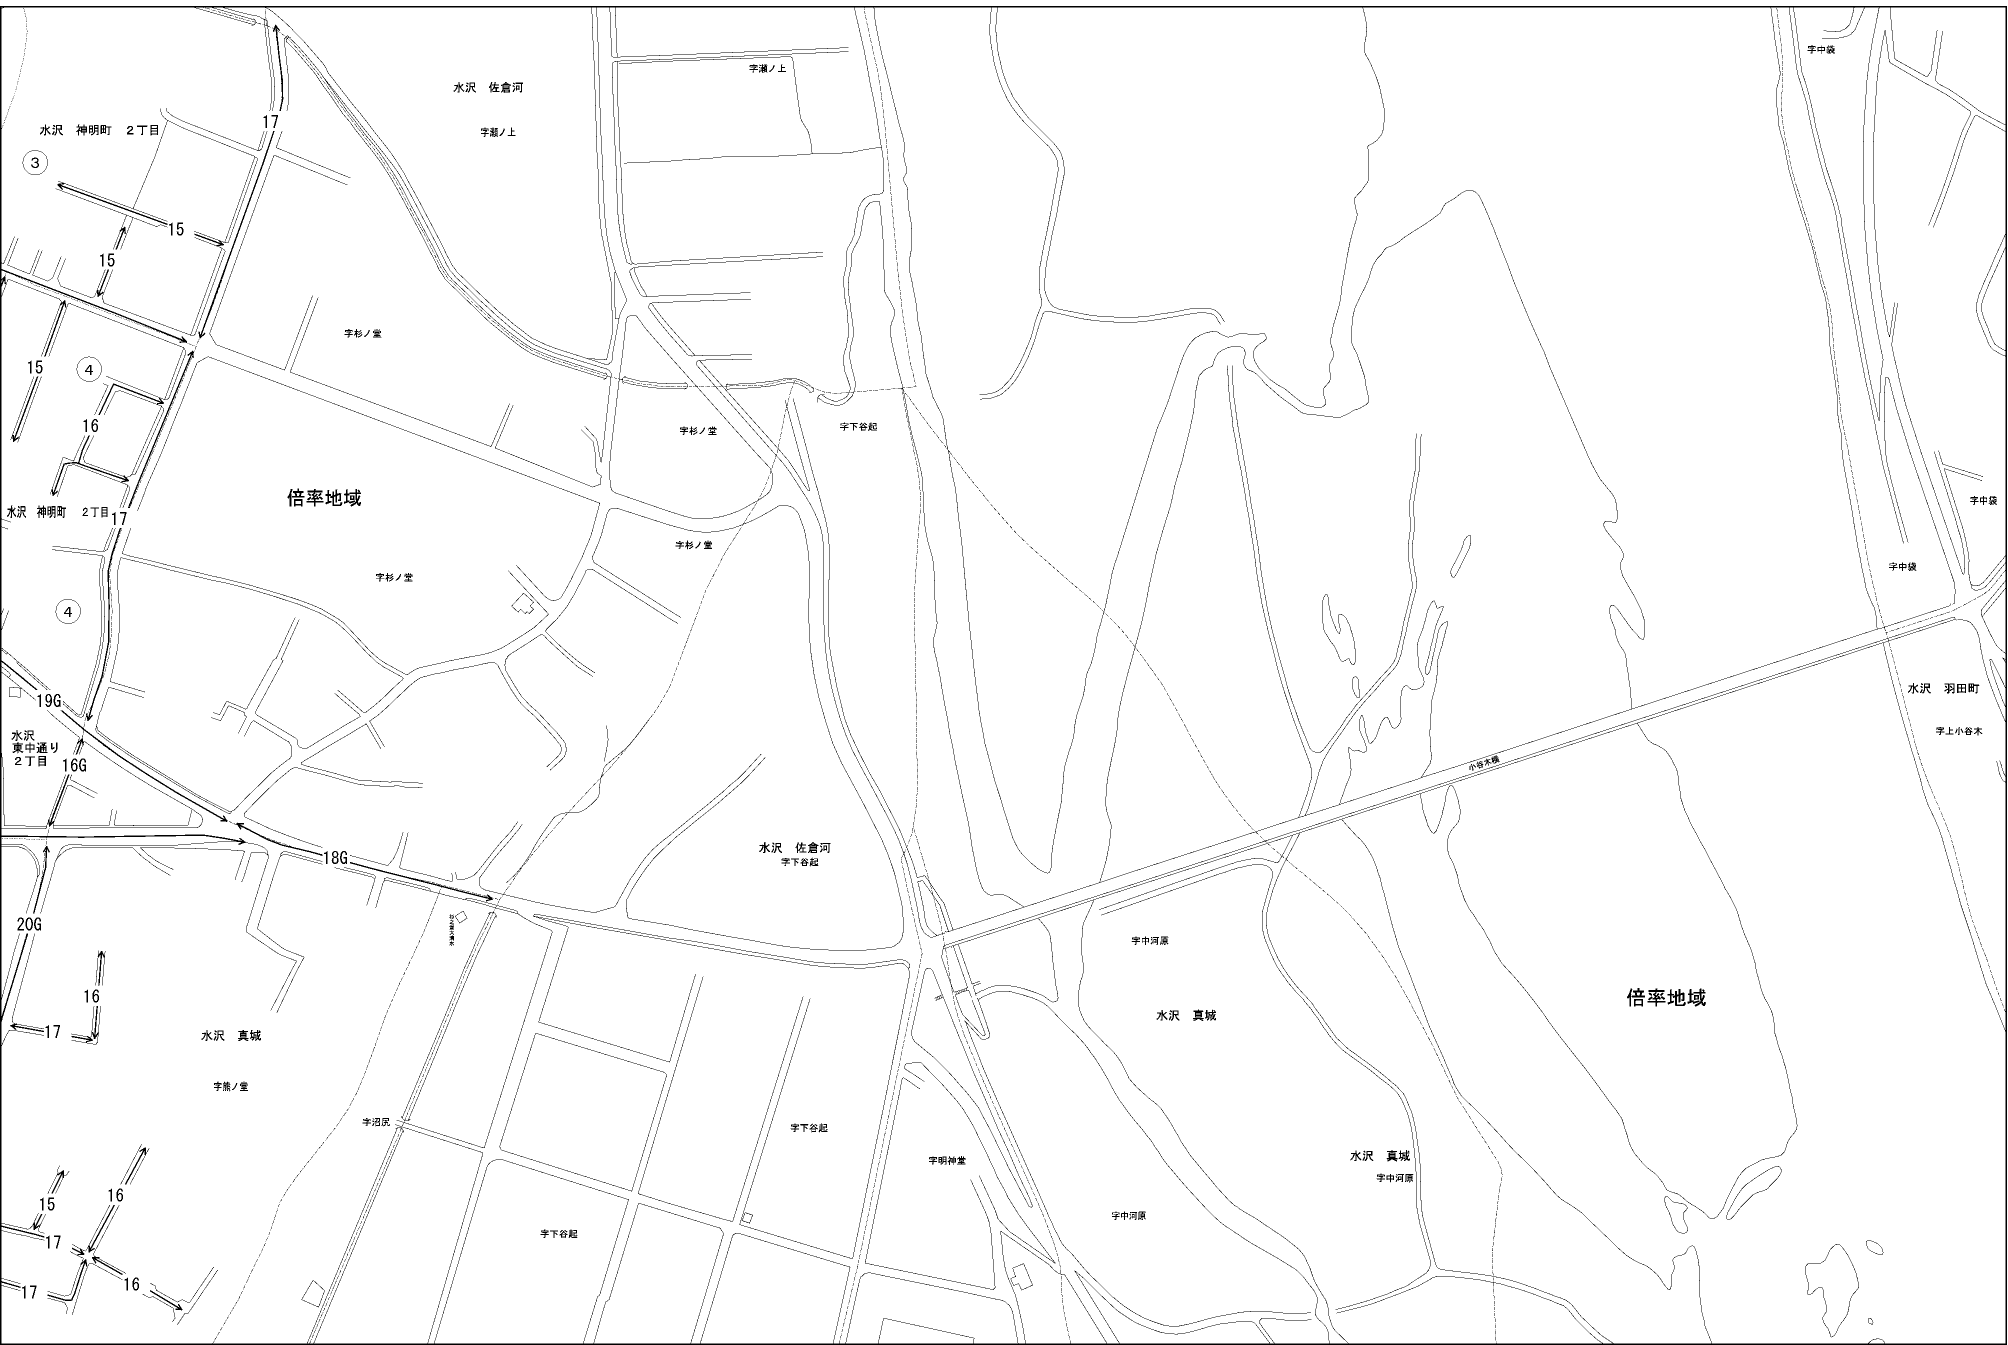 字中袋
字瀬ノ上
水沢　佐倉河
字瀬ノ上
17
水沢　神明町　２丁目
3
15
15
字杉ノ堂
15
4
16
字杉ノ堂
字下谷起
倍率地域
水沢　神明町　２丁目
17
字中袋
字杉ノ堂
字中袋
字杉ノ堂
4
19G
水沢　羽田町
字上小谷木
水沢
東中通り
２丁目
16G
小谷木橋
18G
水沢　佐倉河
字下谷起
20G
字中河原
16
倍率地域
17
水沢　真城
水沢　真城
字熊ノ堂
字沼尻
字下谷起
字明神堂
水沢　真城
字中河原
15
16
字中河原
17
字下谷起
17
16